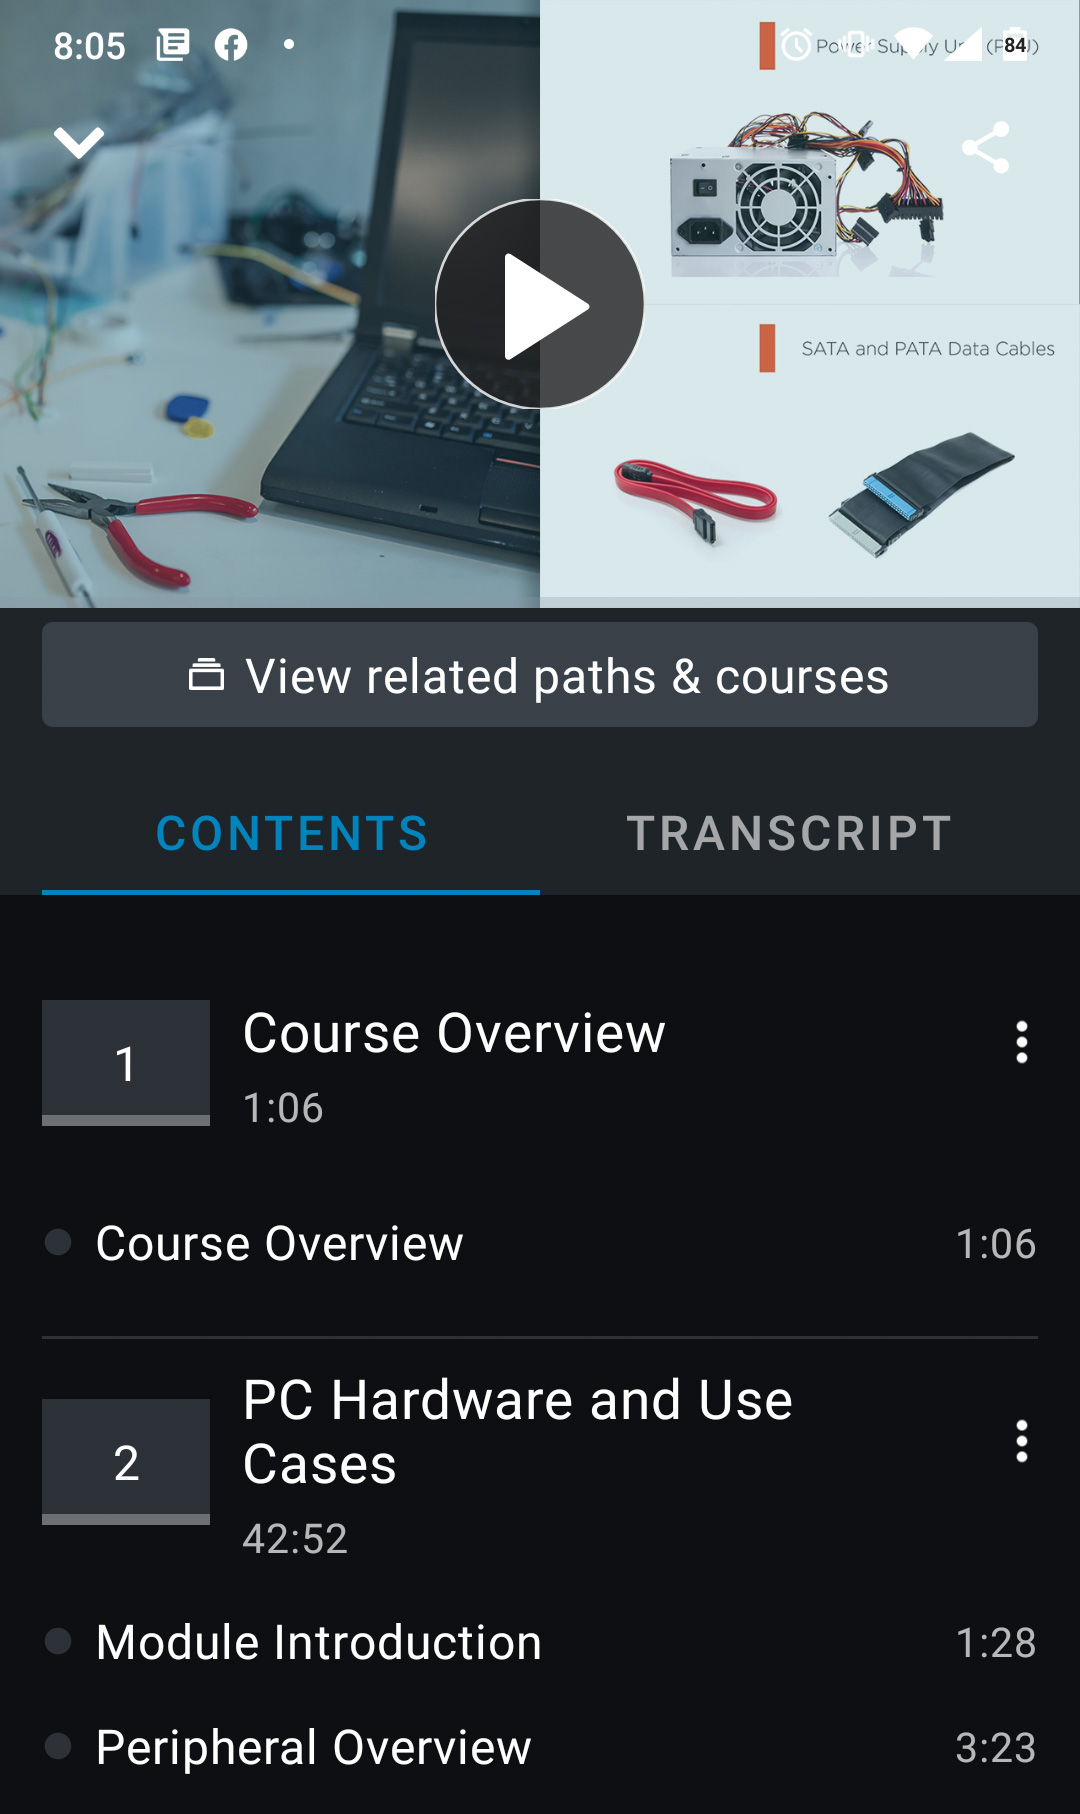 8:05
84
Power Supply Unit (PSU)
SATA and PATA Data Cables
View related paths & courses
CONTENTS
TRANSCRIPT
1
Course Overview
1:06
Course Overview
1:06
2
PC Hardware and Use
Cases
42:52
Module Introduction
1:28
Peripheral Overview
3:23